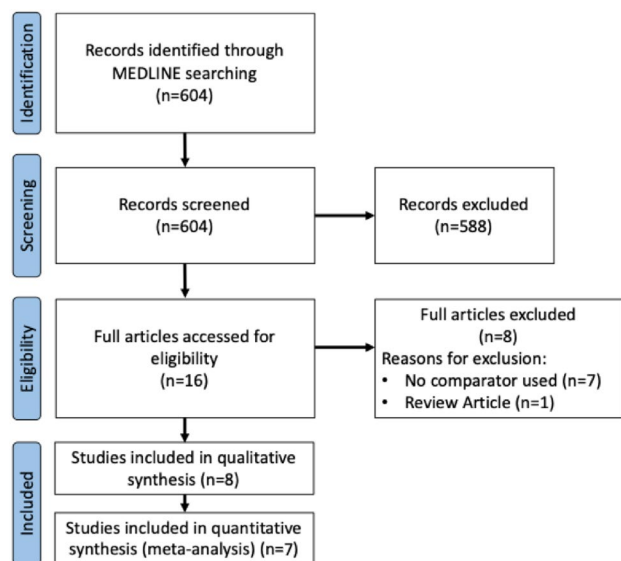 Identification
Records identified through
MEDLINE searching
(n=604)
Screening
Records screened
(n=604)
Records excluded
(n=588)
Eligibility
Full articles accessed for
eligibility
(n=16)
Full articles excluded
(n=8)
Reasons for exclusion:
• No comparator used (n=7)
• Review Article (n=1)
Included
Studies included in qualitative
synthesis (n=8)
Studies included in quantitative
synthesis (meta-analysis) (n=7)